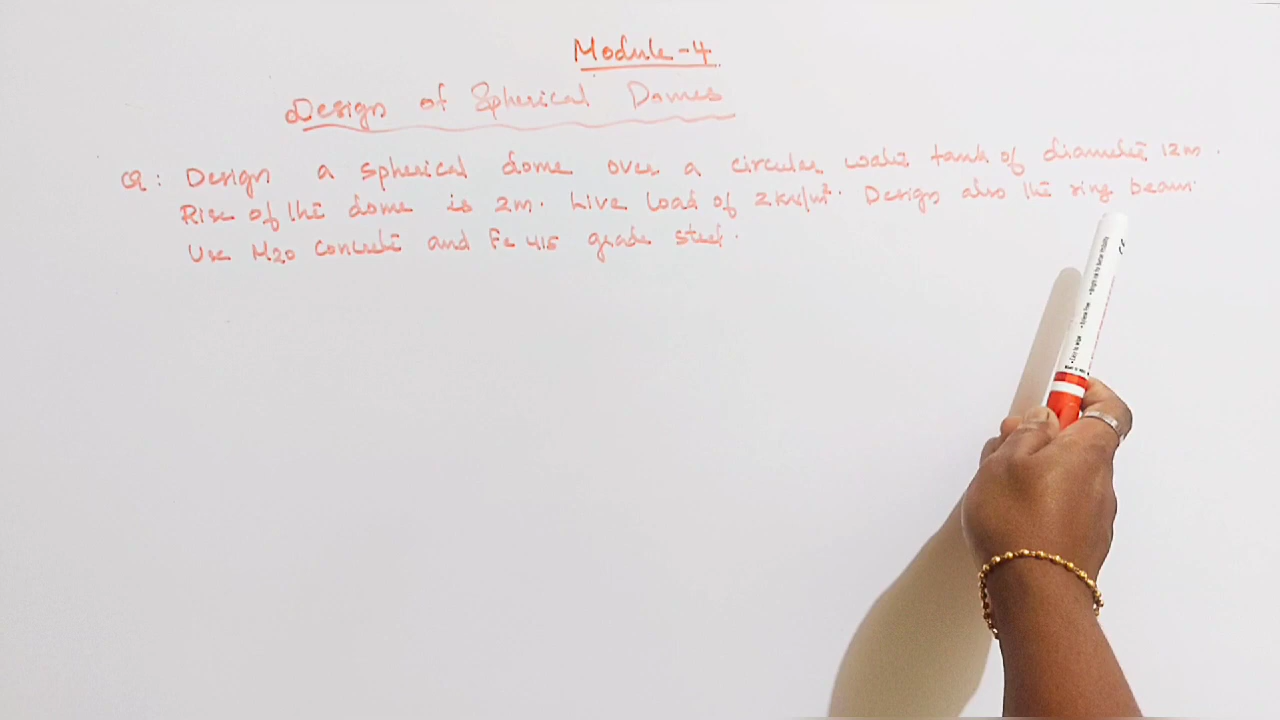 Module-4
Design of Spherical Domes
Q: Design a spherical dome over a circular water tank of diameter 12m.
Rise of the dome is 2m. Live Load of 2kN/m². Design also the ring beam.
Use M20 concrete and Fe 415 grade steel.